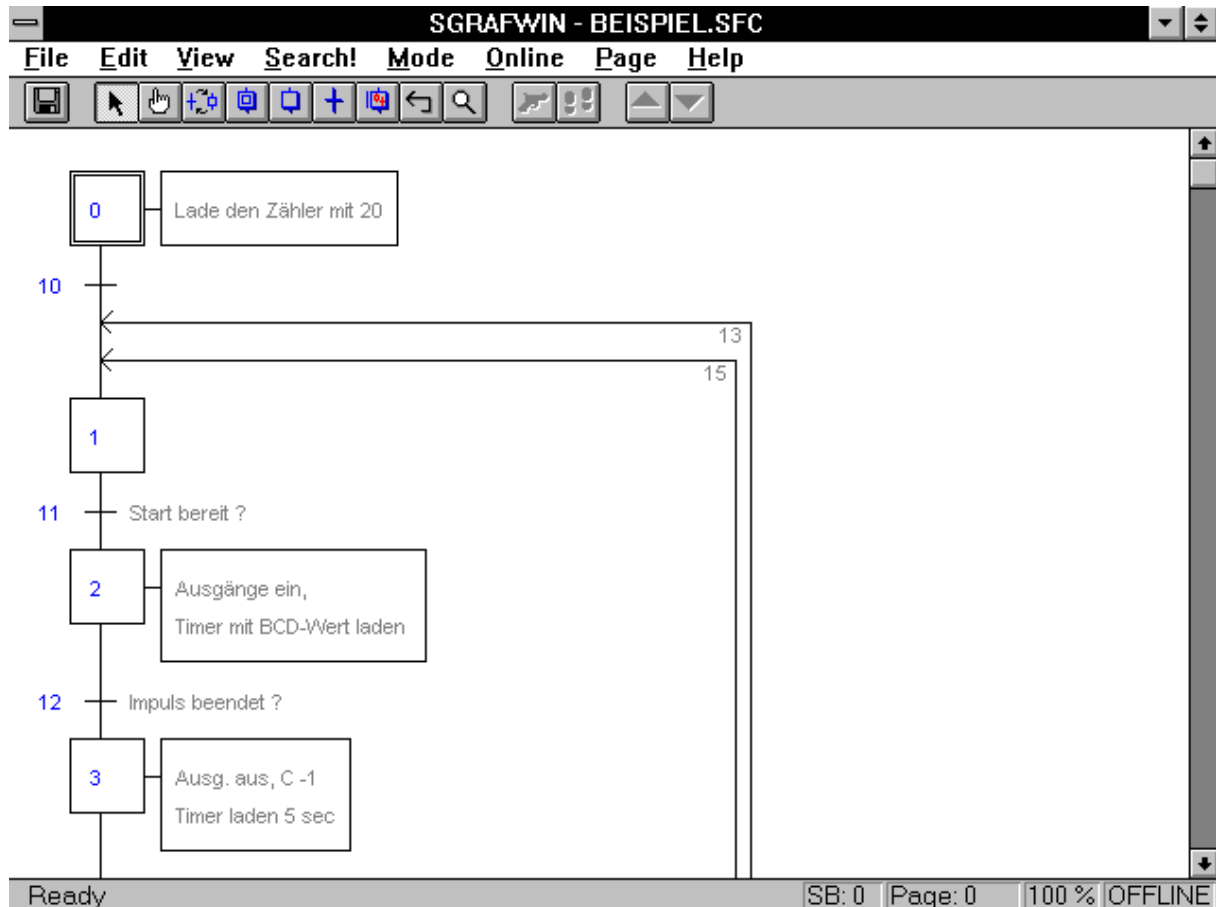 SGRAFWIN - BEISPIEL.SFC
File Edit View Search! Mode Online Page Help
0 Lade den Zähler mit 20
10
13
15
1
11 Start bereit ?
2 Ausgänge ein,
Timer mit BCD-Wert laden
12 Impuls beendet ?
3 Ausg. aus, C -1
Timer laden 5 sec
Ready SB: 0 Page: 0 100 % OFFLINE